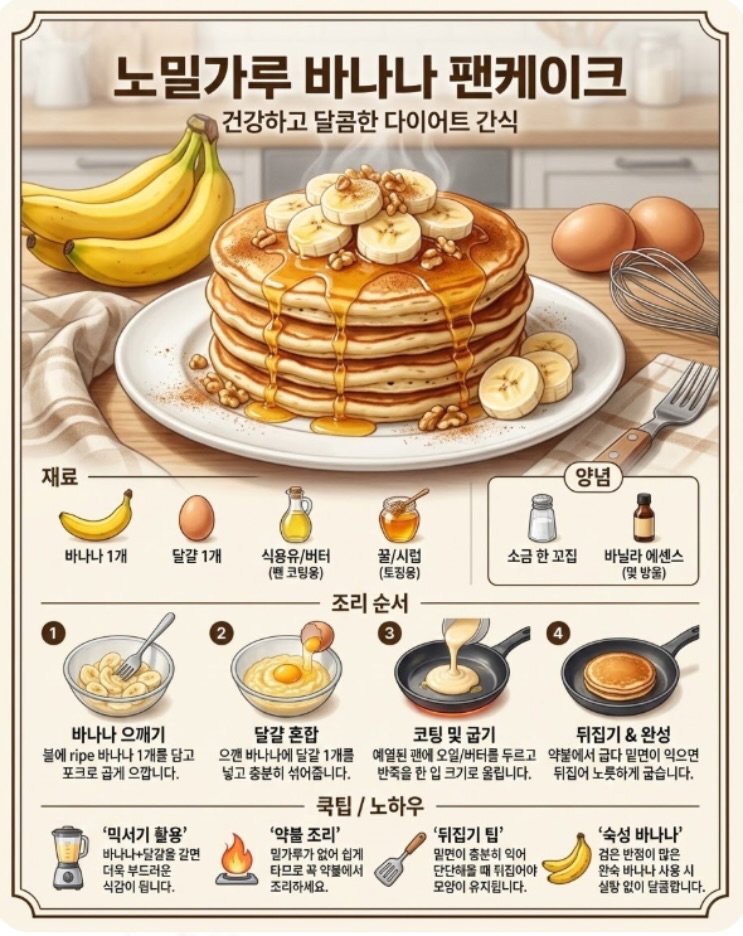 노밀가루 바나나 팬케이크
건강하고 달콤한 다이어트 간식
재료
바나나 1개
달걀 1개
식용유/버터
(팬 코팅용)
꿀/시럽
(토징용)
양념
소금 한 꼬집
바닐라 에센스
(몇 방울)
조리 순서
1
바나나 으깨기
볼에 ripe 바나나 1개를 담고
포크로 곱게 으깹니다.
2
달걀 혼합
으깬 바나나에 달걀 1개를
넣고 충분히 섞어줍니다.
3
코팅 및 굽기
예열된 팬에 오일/버터를 두르고
반죽을 한 입 크기로 올립니다.
4
뒤집기 & 완성
약불에서 굽다 밑면이 익으면
뒤집어 노릇하게 굽습니다.
쿡팁 / 노하우
'믹서기 활용'
바나나+달걀을 갈면
더욱 부드러운
식감이 됩니다.
'약불 조리'
밀가루가 없어 쉽게
타므로 꼭 약불에서
조리하세요.
'뒤집기 팁'
밑면이 충분히 익어
단단해올 때 뒤집어야
모양이 유지됩니다.
'숙성 바나나'
검은 반점이 많은
완숙 바나나 사용 시
설탕 없이 달콤합니다.